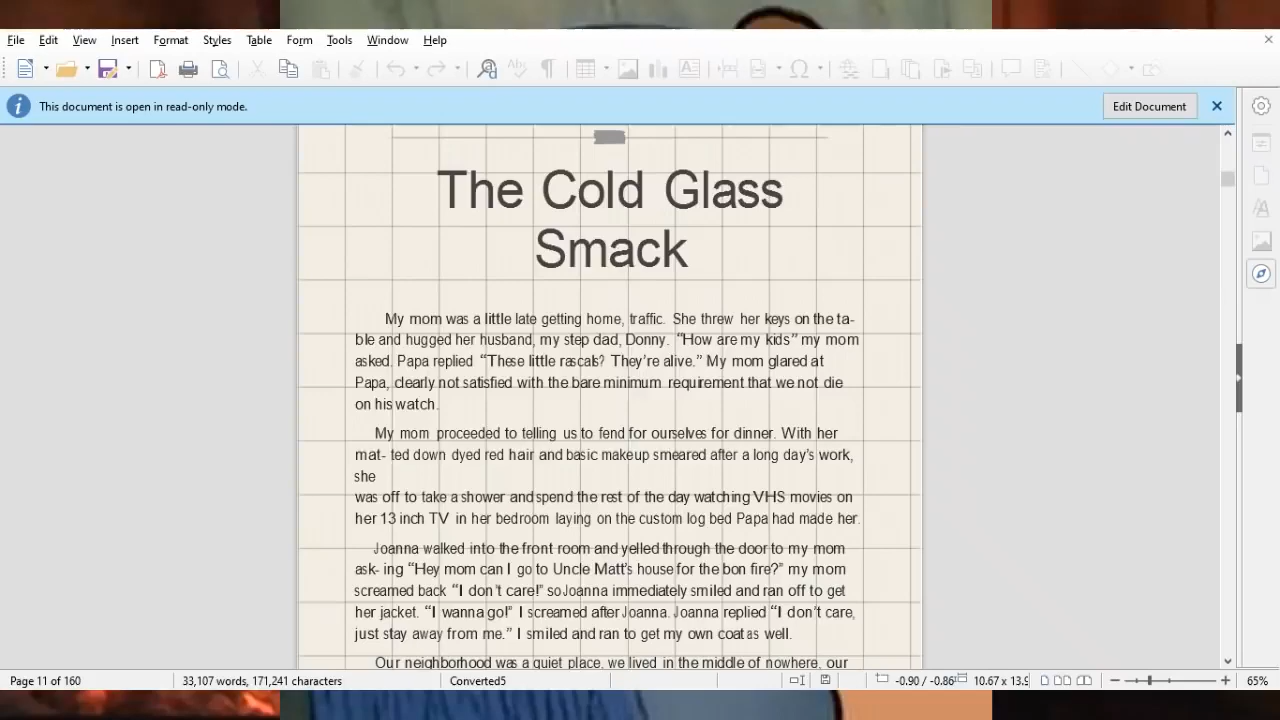 File Edit View Insert Format Styles Table Form Tools Window Help
This document is open in read-only mode.
Edit Document
The Cold Glass
Smack
My mom was a little late getting home, traffic. She threw her keys on the ta-
ble and hugged her husband, my step dad, Donny. “How are my kids” my mom
asked. Papa replied “These little rascals? They’re alive.” My mom glared at
Papa, clearly not satisfied with the bare minimum requirement that we not die
on his watch.
My mom proceeded to telling us to fend for ourselves for dinner. With her
mat- ted down dyed red hair and basic makeup smeared after a long day’s work,
she
was off to take a shower and spend the rest of the day watching VHS movies on
her 13 inch TV in her bedroom laying on the custom log bed Papa had made her.
Joanna walked into the front room and yelled through the door to my mom
ask- ing “Hey mom can I go to Uncle Matt’s house for the bon fire?” my mom
screamed back “I don’t care!” so Joanna immediately smiled and ran off to get
her jacket. “I wanna go!” I screamed after Joanna. Joanna replied “I don’t care,
just stay away from me.” I smiled and ran to get my own coat as well.
Our neighborhood was a quiet place, we lived in the middle of nowhere, our
Page 11 of 160
33,107 words, 171,241 characters
Converted5
-0.90 / -0.86
10.67 x 13.9
65%